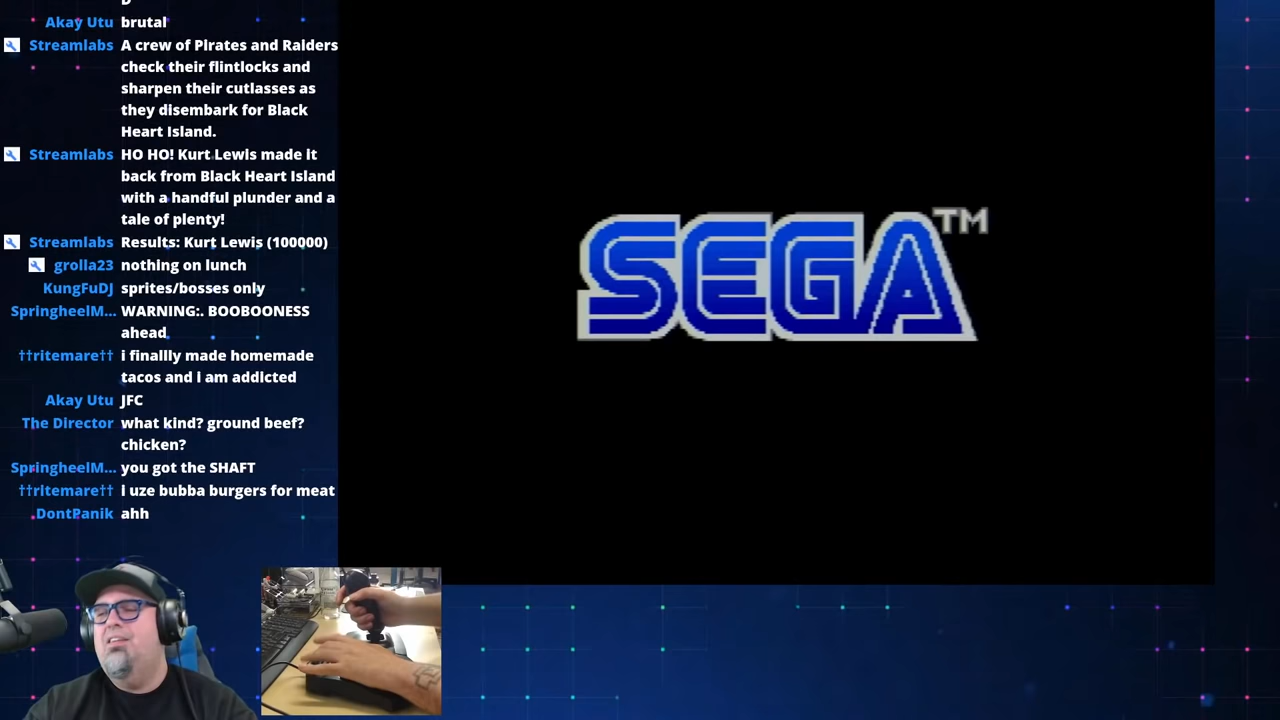 Akay Utu brutal
Streamlabs A crew of Pirates and Raiders
check their flintlocks and
sharpen their cutlasses as
they disembark for Black
Heart Island.
Streamlabs HO HO! Kurt Lewis made it
back from Black Heart Island
with a handful plunder and a
tale of plenty!
Streamlabs Results: Kurt Lewis (100000)
grolla23 nothing on lunch
KungFuDJ sprites/bosses only
SpringheelM... WARNING:. BOOBOONESS
ahead
††ritemare†† i finallly made homemade
tacos and i am addicted
Akay Utu JFC
The Director what kind? ground beef?
chicken?
SpringheelM... you got the SHAFT
††ritemare†† i uze bubba burgers for meat
DontPanik ahh
SEGA™